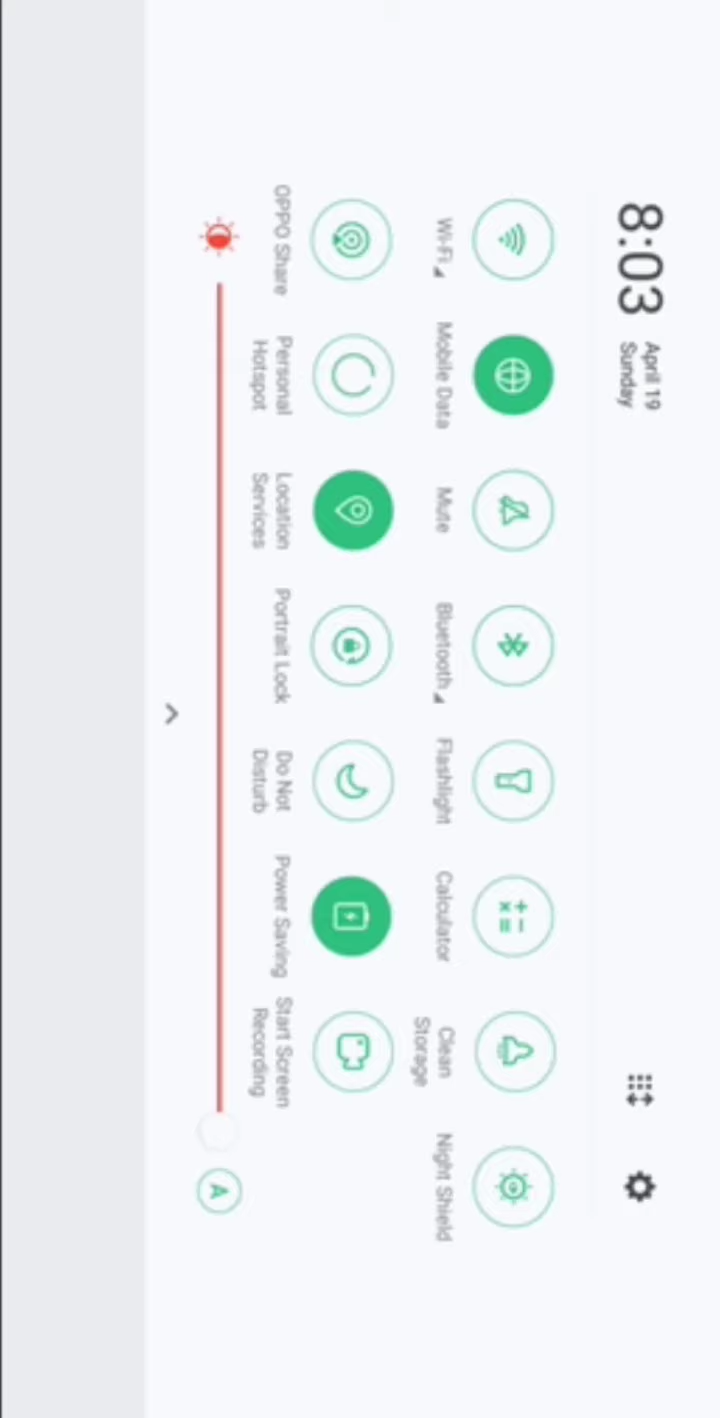 8:03
April 19
Sunday
Wi-Fi
Mobile Data
Mute
Bluetooth
Flashlight
Calculator
Clean
Storage
Night Shield
OPPO Share
Personal
Hotspot
Location
Services
Portrait Lock
Do Not
Disturb
Power Saving
Start Screen
Recording
A